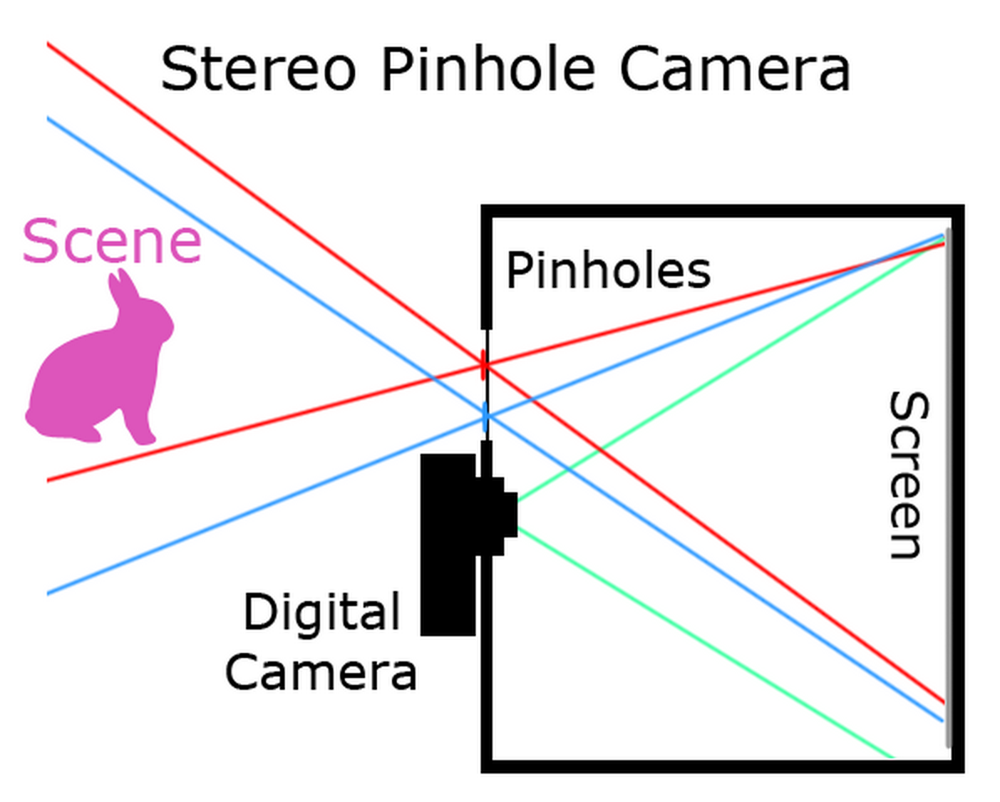 Stereo Pinhole Camera
Scene
Pinholes
Screen
Digital
Camera